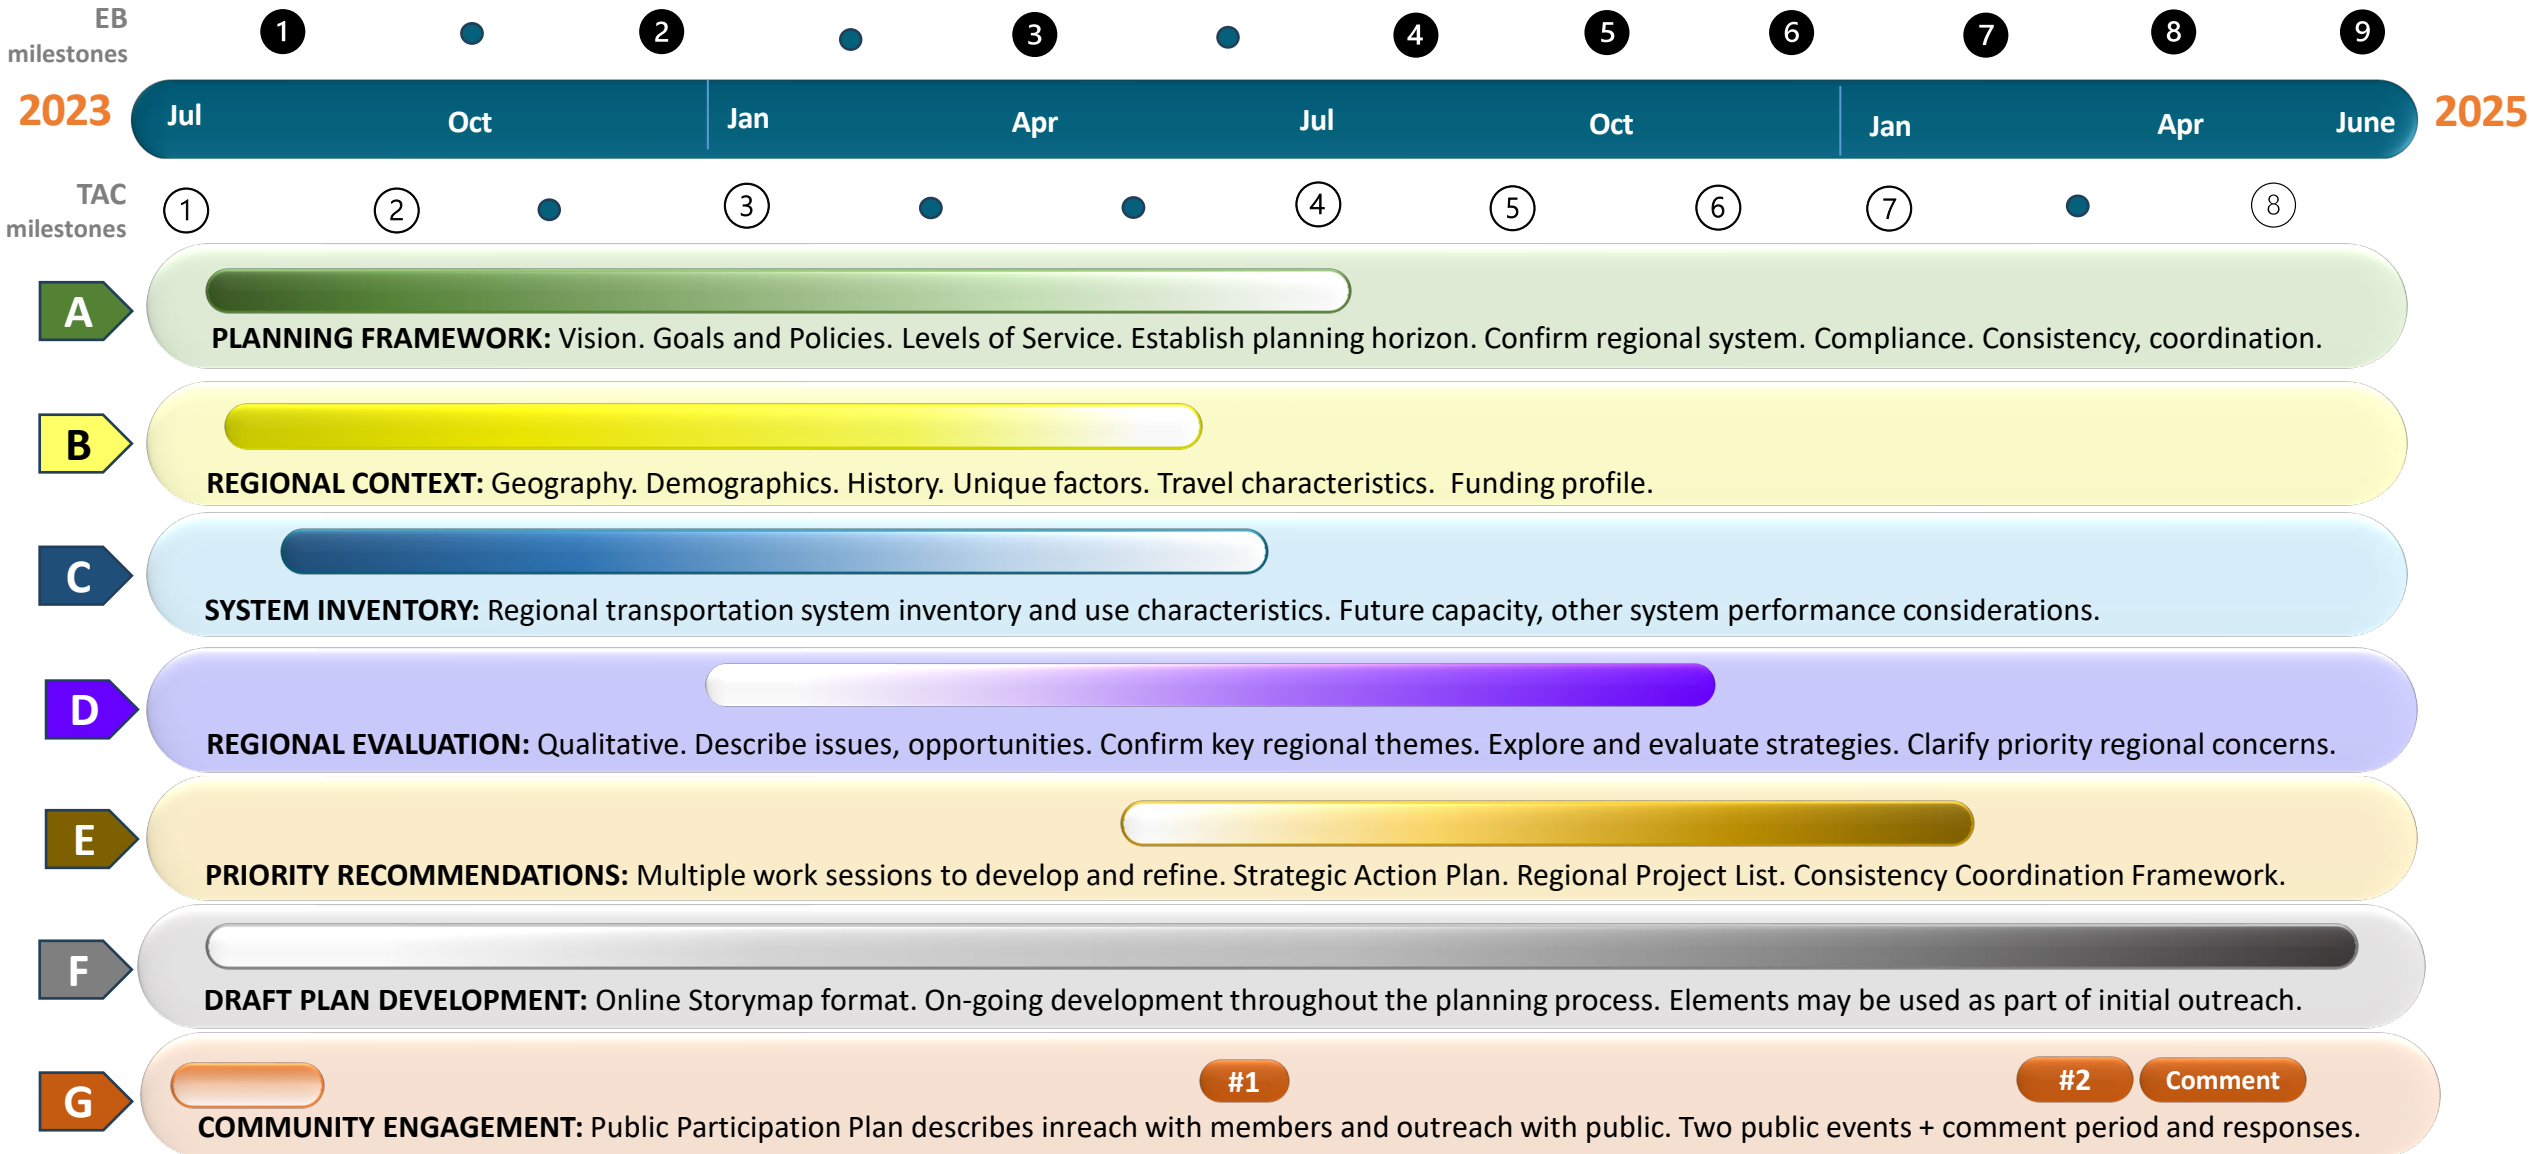 EB
milestones
1 2 3 4 5 6 7 8 9
2023 Jul Oct Jan Apr Jul Oct Jan Apr June 2025
TAC
milestones
1 2 3 4 5 6 7 8
A
PLANNING FRAMEWORK: Vision. Goals and Policies. Levels of Service. Establish planning horizon. Confirm regional system. Compliance. Consistency, coordination.
B
REGIONAL CONTEXT: Geography. Demographics. History. Unique factors. Travel characteristics. Funding profile.
C
SYSTEM INVENTORY: Regional transportation system inventory and use characteristics. Future capacity, other system performance considerations.
D
REGIONAL EVALUATION: Qualitative. Describe issues, opportunities. Confirm key regional themes. Explore and evaluate strategies. Clarify priority regional concerns.
E
PRIORITY RECOMMENDATIONS: Multiple work sessions to develop and refine. Strategic Action Plan. Regional Project List. Consistency Coordination Framework.
F
DRAFT PLAN DEVELOPMENT: Online Storymap format. On-going development throughout the planning process. Elements may be used as part of initial outreach.
G
#1 #2 Comment
COMMUNITY ENGAGEMENT: Public Participation Plan describes inreach with members and outreach with public. Two public events + comment period and responses.